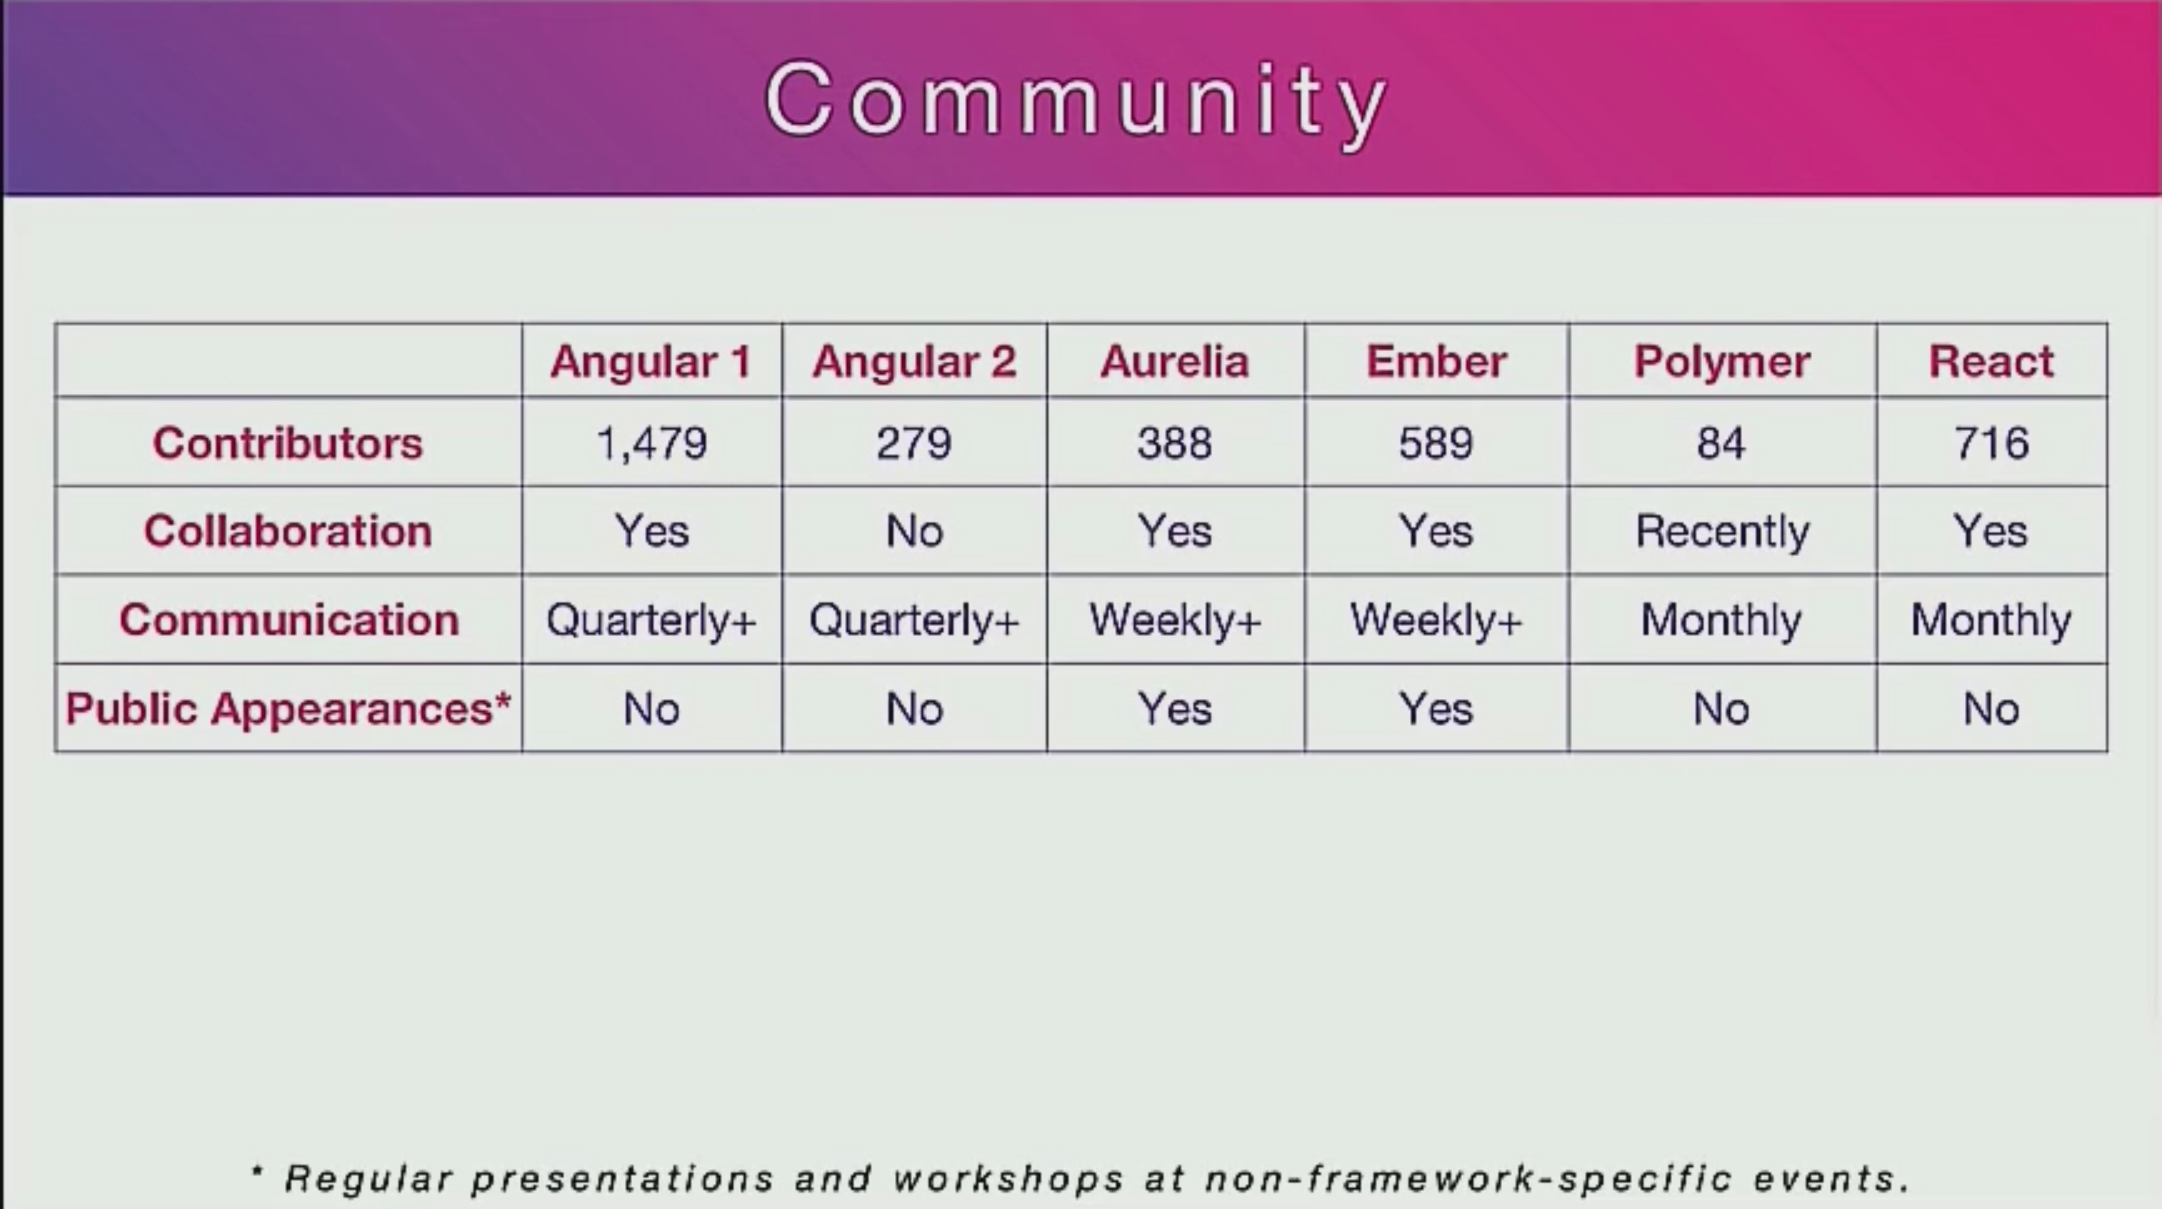 Community
Angular 1 Angular 2 Aurelia Ember Polymer React
Contributors 1,479 279 388 589 84 716
Collaboration Yes No Yes Yes Recently Yes
Communication Quarterly+ Quarterly+ Weekly+ Weekly+ Monthly Monthly
Public Appearances* No No Yes Yes No No
* Regular presentations and workshops at non-framework-specific events.